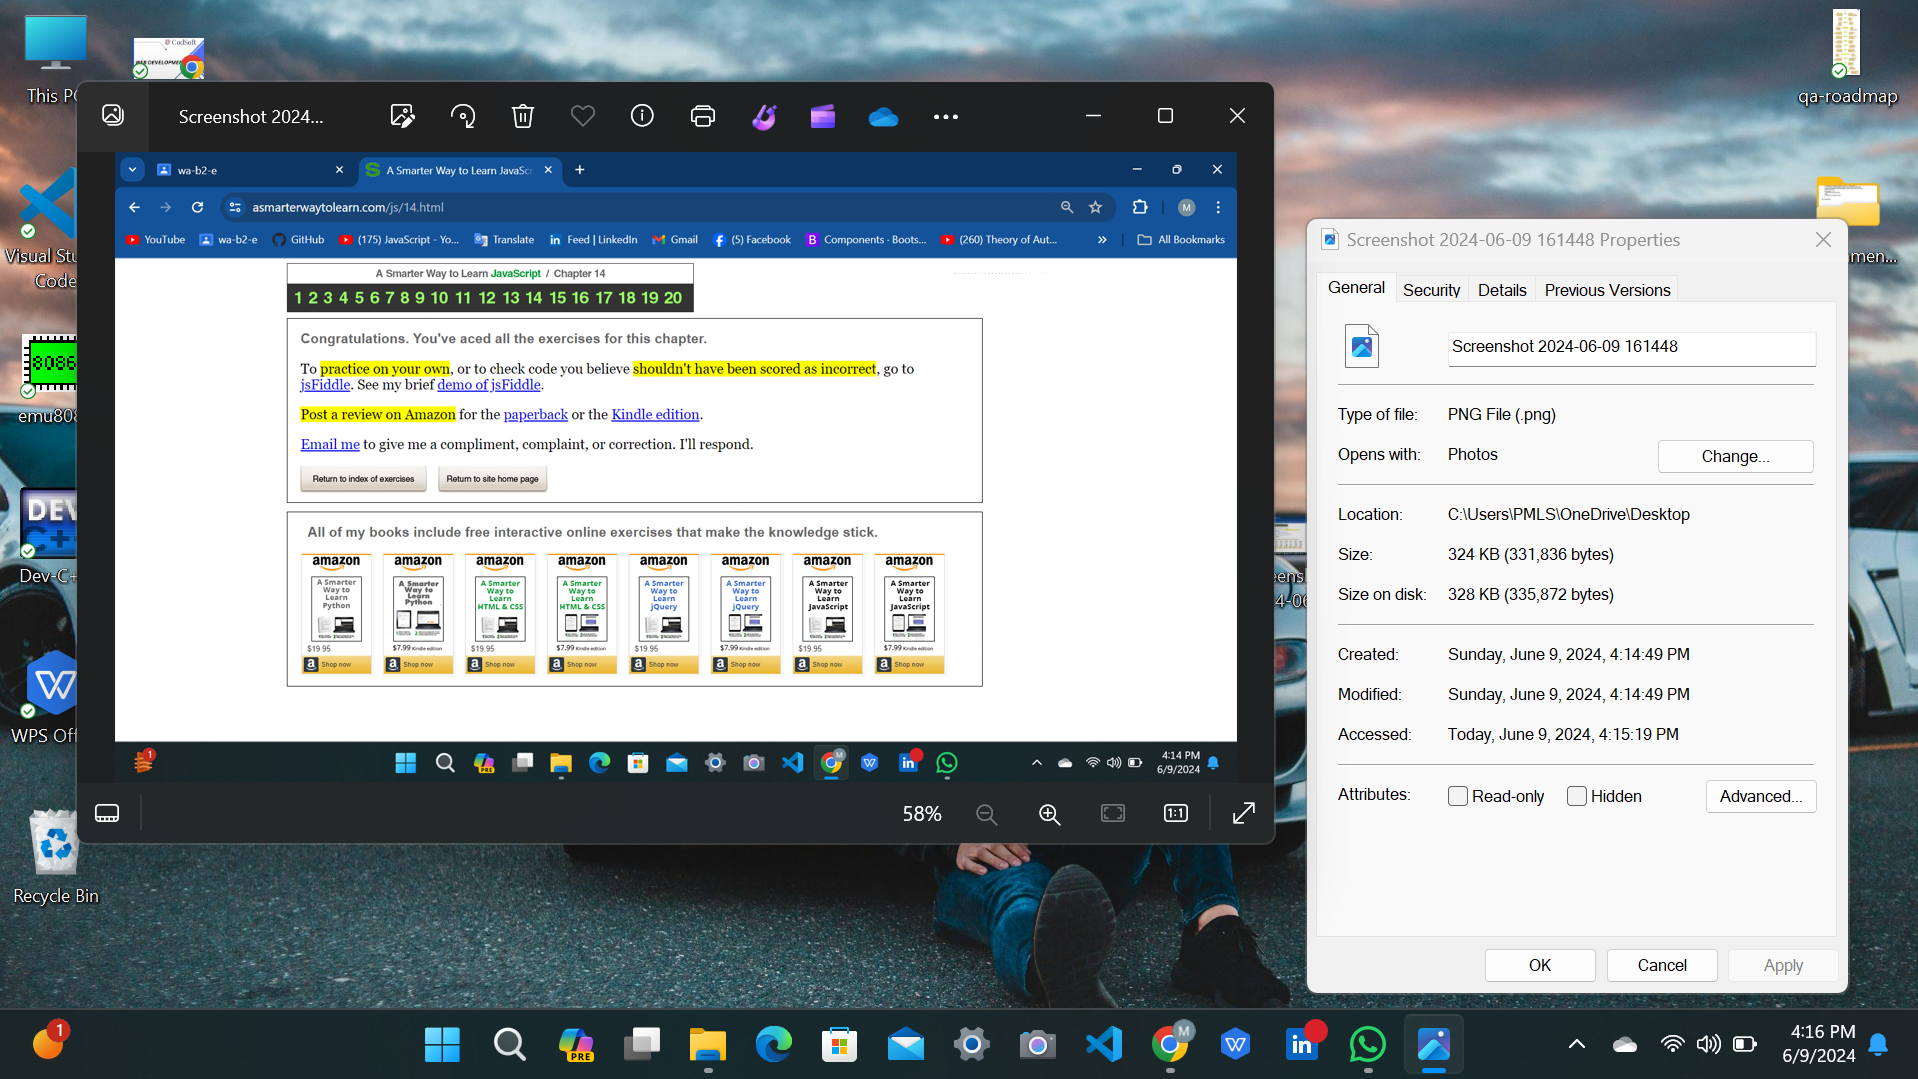 This PC
@ CodSoft
WEB DEVELOPMENT
qa-roadmap
Visual Stu
Code
8086
emu808
DEV
C++
Dev-C+
WPS Off
Recycle Bin
Screenshot 2024...
wa-b2-e
A Smarter Way to Learn JavaScr
asmarterwaytolearn.com/js/14.html
M
YouTube
wa-b2-e
GitHub
(175) JavaScript - Yo...
Translate
Feed | LinkedIn
Gmail
(5) Facebook
Components · Boots...
(260) Theory of Aut...
»
All Bookmarks
A Smarter Way to Learn JavaScript / Chapter 14
1 2 3 4 5 6 7 8 9 10 11 12 13 14 15 16 17 18 19 20
Congratulations. You've aced all the exercises for this chapter.
To practice on your own, or to check code you believe shouldn't have been scored as incorrect, go to
jsFiddle. See my brief demo of jsFiddle.
Post a review on Amazon for the paperback or the Kindle edition.
Email me to give me a compliment, complaint, or correction. I'll respond.
Return to index of exercises
Return to site home page
All of my books include free interactive online exercises that make the knowledge stick.
amazon amazon amazon amazon amazon amazon amazon amazon
A Smarter Way to Learn Python
$19.95
Shop now
A Smarter Way to Learn Python
$7.99 Kindle edition
Shop now
A Smarter Way to Learn HTML & CSS
$19.95
Shop now
A Smarter Way to Learn HTML & CSS
$7.99 Kindle edition
Shop now
A Smarter Way to Learn jQuery
$19.95
Shop now
A Smarter Way to Learn jQuery
$7.99 Kindle edition
Shop now
A Smarter Way to Learn JavaScript
$19.95
Shop now
A Smarter Way to Learn JavaScript
$7.99 Kindle edition
Shop now
1
PRE
M
4:14 PM
6/9/2024
58%
1:1
Screenshot 2024-06-09 161448 Properties
General
Security
Details
Previous Versions
Screenshot 2024-06-09 161448
Type of file: PNG File (.png)
Opens with: Photos
Change...
Location: C:\Users\PMLS\OneDrive\Desktop
Size: 324 KB (331,836 bytes)
Size on disk: 328 KB (335,872 bytes)
Created: Sunday, June 9, 2024, 4:14:49 PM
Modified: Sunday, June 9, 2024, 4:14:49 PM
Accessed: Today, June 9, 2024, 4:15:19 PM
Attributes:
Read-only
Hidden
Advanced...
OK
Cancel
Apply
1
PRE
M
4:16 PM
6/9/2024